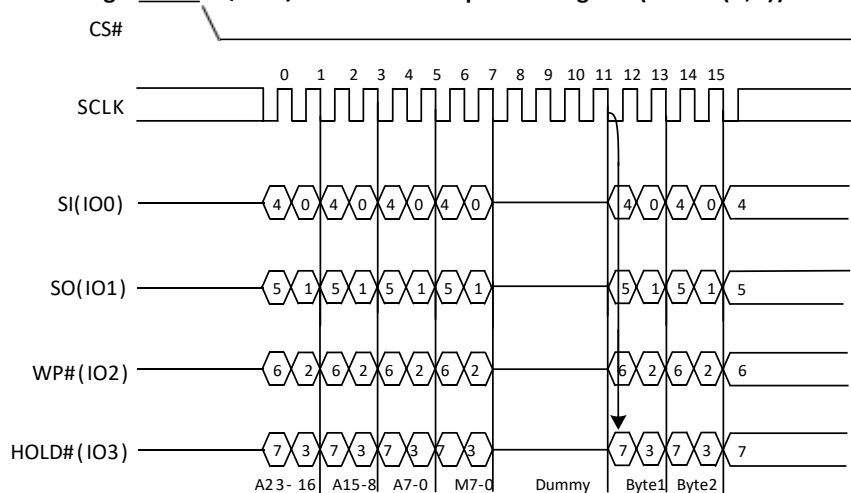 CS#
0 1 2 3 4 5 6 7 8 9 10 11 12 13 14 15
SCLK
SI(IO0) 4 0 4 0 4 0 4 0 4 0 4 0 4
SO(IO1) 5 1 5 1 5 1 5 1 5 1 5 1 5
WP#(IO2) 6 2 6 2 6 2 6 2 6 2 6 2 6
HOLD#(IO3) 7 3 7 3 7 3 7 3 7 3 7 3 7
A23-16 A15-8 A7-0 M7-0 Dummy Byte1 Byte2